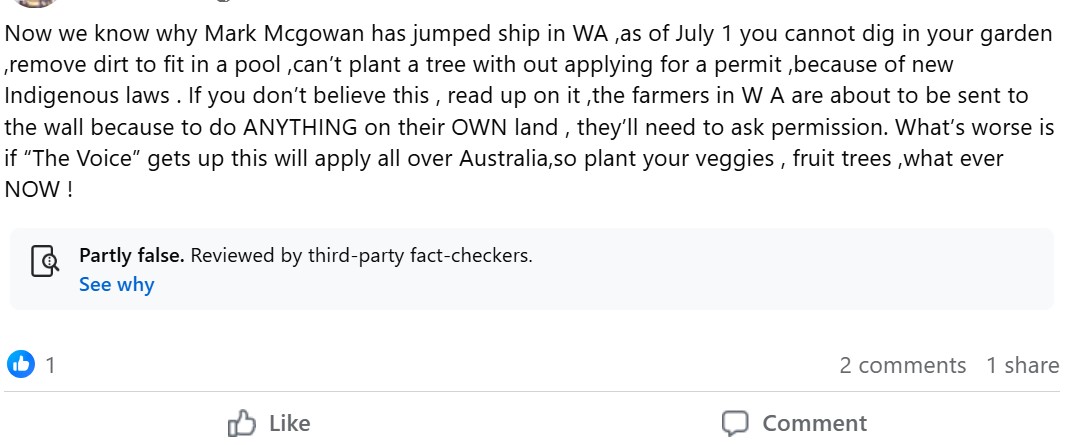 Now we know why Mark Mcgowan has jumped ship in WA ,as of July 1 you cannot dig in your garden
,remove dirt to fit in a pool ,can’t plant a tree with out applying for a permit ,because of new
Indigenous laws . If you don’t believe this , read up on it ,the farmers in W A are about to be sent to
the wall because to do ANYTHING on their OWN land , they’ll need to ask permission. What’s worse is
if “The Voice” gets up this will apply all over Australia,so plant your veggies , fruit trees ,what ever
NOW !
Partly false. Reviewed by third-party fact-checkers.
See why
1
2 comments 1 share
Like
Comment